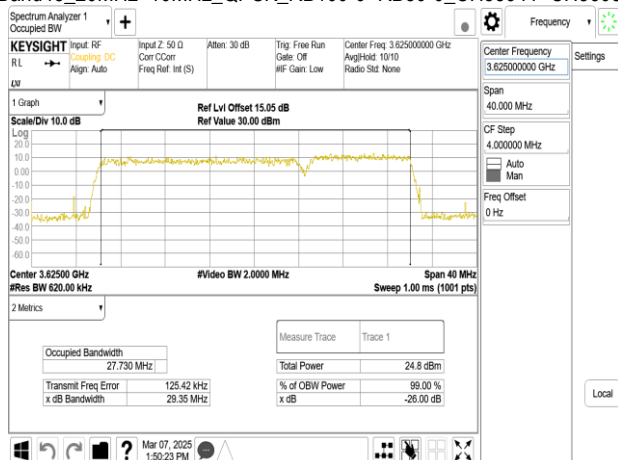 Spectrum Analyzer 1
Occupied BW
KEYSIGHT
RL
Input: RF
Coupling: DC
Align: Auto
Input Z: 50 Ω
Corr CCorr
Freq Ref: Int (S)
Atten: 30 dB
Trig: Free Run
Gate: Off
#IF Gain: Low
Center Freq: 3.625000000 GHz
Avg|Hold: 10/10
Radio Std: None
1 Graph
Scale/Div 10.0 dB
Ref Lvl Offset 15.05 dB
Ref Value 30.00 dBm
Log
20.0
10.0
0.00
-10.0
-20.0
-30.0
-40.0
-50.0
-60.0
Center 3.62500 GHz
#Video BW 2.0000 MHz
Span 40 MHz
#Res BW 620.00 kHz
Sweep 1.00 ms (1001 pts)
2 Metrics
Measure Trace
Trace 1
Occupied Bandwidth
27.730 MHz
Total Power
24.8 dBm
Transmit Freq Error
125.42 kHz
% of OBW Power
99.00 %
x dB Bandwidth
29.35 MHz
x dB
-26.00 dB
Mar 07, 2025
1:50:23 PM
Frequency
Center Frequency
3.625000000 GHz
Settings
Span
40.000 MHz
CF Step
4.000000 MHz
Auto
Man
Freq Offset
0 Hz
Local